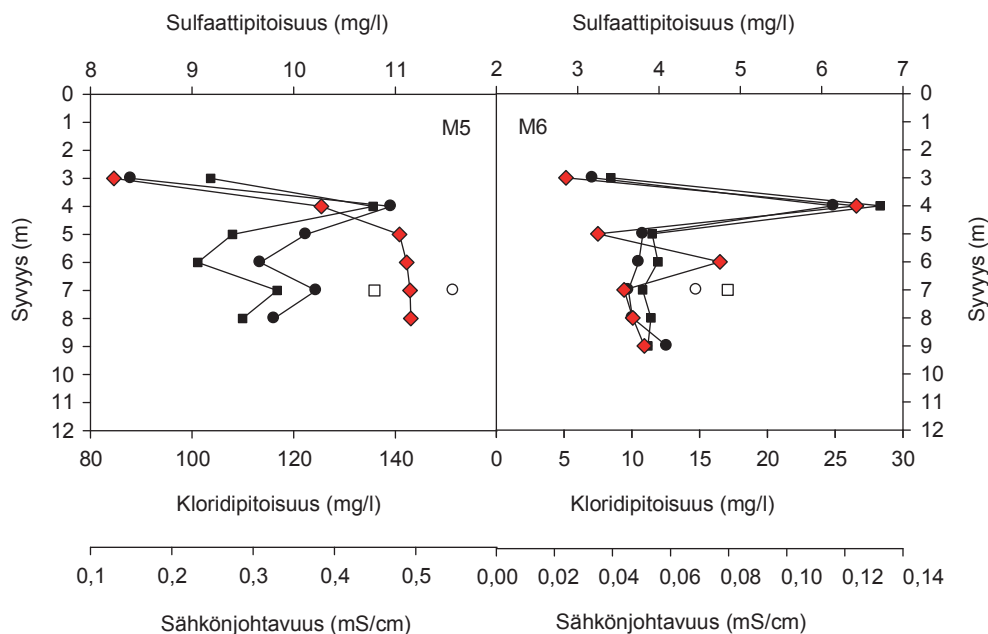 Sulfaattipitoisuus (mg/l)
Sulfaattipitoisuus (mg/l)
8 9 10 11
2 3 4 5 6 7
0
1
2
3
4
5
6
7
8
9
10
11
12
Syvyys (m)
M5
M6
0
1
2
3
4
5
6
7
8
9
10
11
12
Syvyys (m)
80 100 120 140
0 5 10 15 20 25 30
Kloridipitoisuus (mg/l)
Kloridipitoisuus (mg/l)
0,1 0,2 0,3 0,4 0,5
0,00 0,02 0,04 0,06 0,08 0,10 0,12 0,14
Sähkönjohtavuus (mS/cm)
Sähkönjohtavuus (mS/cm)